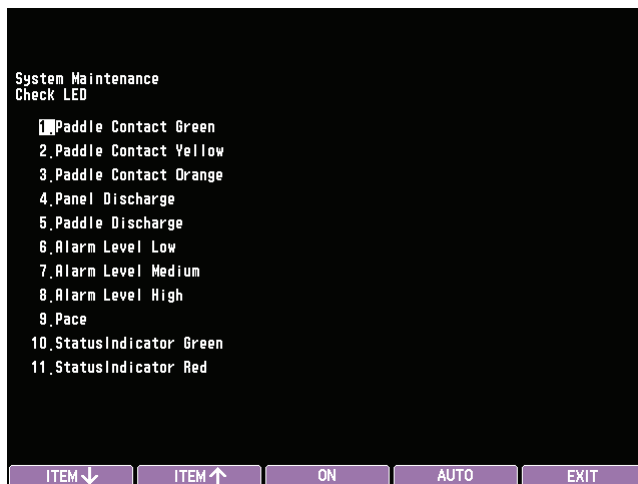 System Maintenance
Check LED
1.Paddle Contact Green
2.Paddle Contact Yellow
3.Paddle Contact Orange
4.Panel Discharge
5.Paddle Discharge
6.Alarm Level Low
7.Alarm Level Medium
8.Alarm Level High
9.Pace
10.StatusIndicator Green
11.StatusIndicator Red
ITEM↓ ITEM↑ ON AUTO EXIT